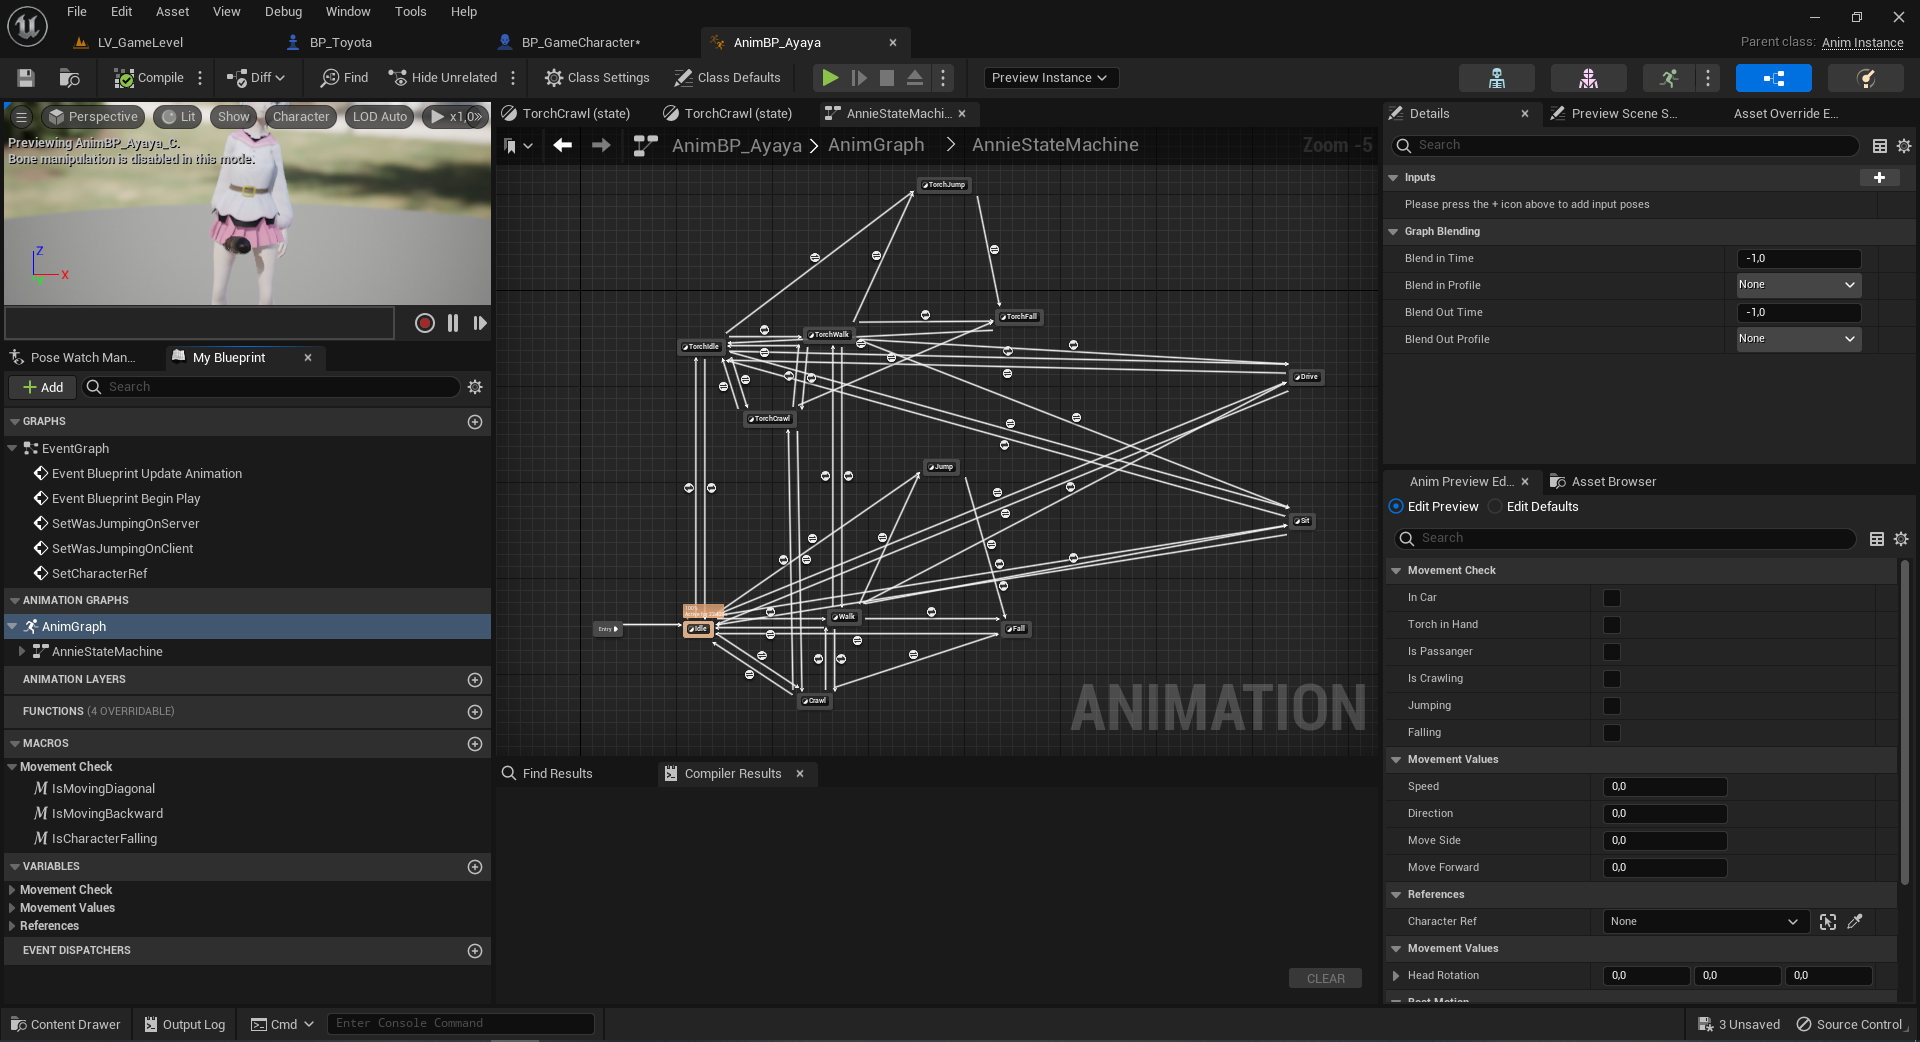 File Edit Asset View Debug Window Tools Help
LV_GameLevel
BP_Toyota
BP_GameCharacter*
AnimBP_Ayaya
Parent class: Anim Instance
Compile
Diff
Find
Hide Unrelated
Class Settings
Class Defaults
Preview Instance
Perspective
Lit
Show
Character
LOD Auto
x1,0
Previewing AnimBP_Ayaya_C.
Bone manipulation is disabled in this mode.
Z
X
Y
Pose Watch Man...
My Blueprint
Add
Search
GRAPHS
EventGraph
Event Blueprint Update Animation
Event Blueprint Begin Play
SetWasJumpingOnServer
SetWasJumpingOnClient
SetCharacterRef
ANIMATION GRAPHS
AnimGraph
AnnieStateMachine
ANIMATION LAYERS
FUNCTIONS (4 OVERRIDABLE)
MACROS
Movement Check
IsMovingDiagonal
IsMovingBackward
IsCharacterFalling
VARIABLES
Movement Check
Movement Values
References
EVENT DISPATCHERS
TorchCrawl (state)
TorchCrawl (state)
AnnieStateMachi...
AnimBP_Ayaya > AnimGraph > AnnieStateMachine
Zoom -5
TorchJump
TorchFall
TorchWalk
TorchIdle
Drive
TorchCrawl
Jump
Sit
Walk
Entry
Idle
Fall
Crawl
ANIMATION
Find Results
Compiler Results
CLEAR
Details
Preview Scene S...
Asset Override E...
Search
Inputs
Please press the + icon above to add input poses
Graph Blending
Blend in Time
-1,0
Blend in Profile
None
Blend Out Time
-1,0
Blend Out Profile
None
Anim Preview Ed...
Asset Browser
Edit Preview
Edit Defaults
Search
Movement Check
In Car
Torch in Hand
Is Passanger
Is Crawling
Jumping
Falling
Movement Values
Speed
0,0
Direction
0,0
Move Side
0,0
Move Forward
0,0
References
Character Ref
None
Movement Values
Head Rotation
0,0 0,0 0,0
Root Motion
Content Drawer
Output Log
Cmd
Enter Console Command
3 Unsaved
Source Control